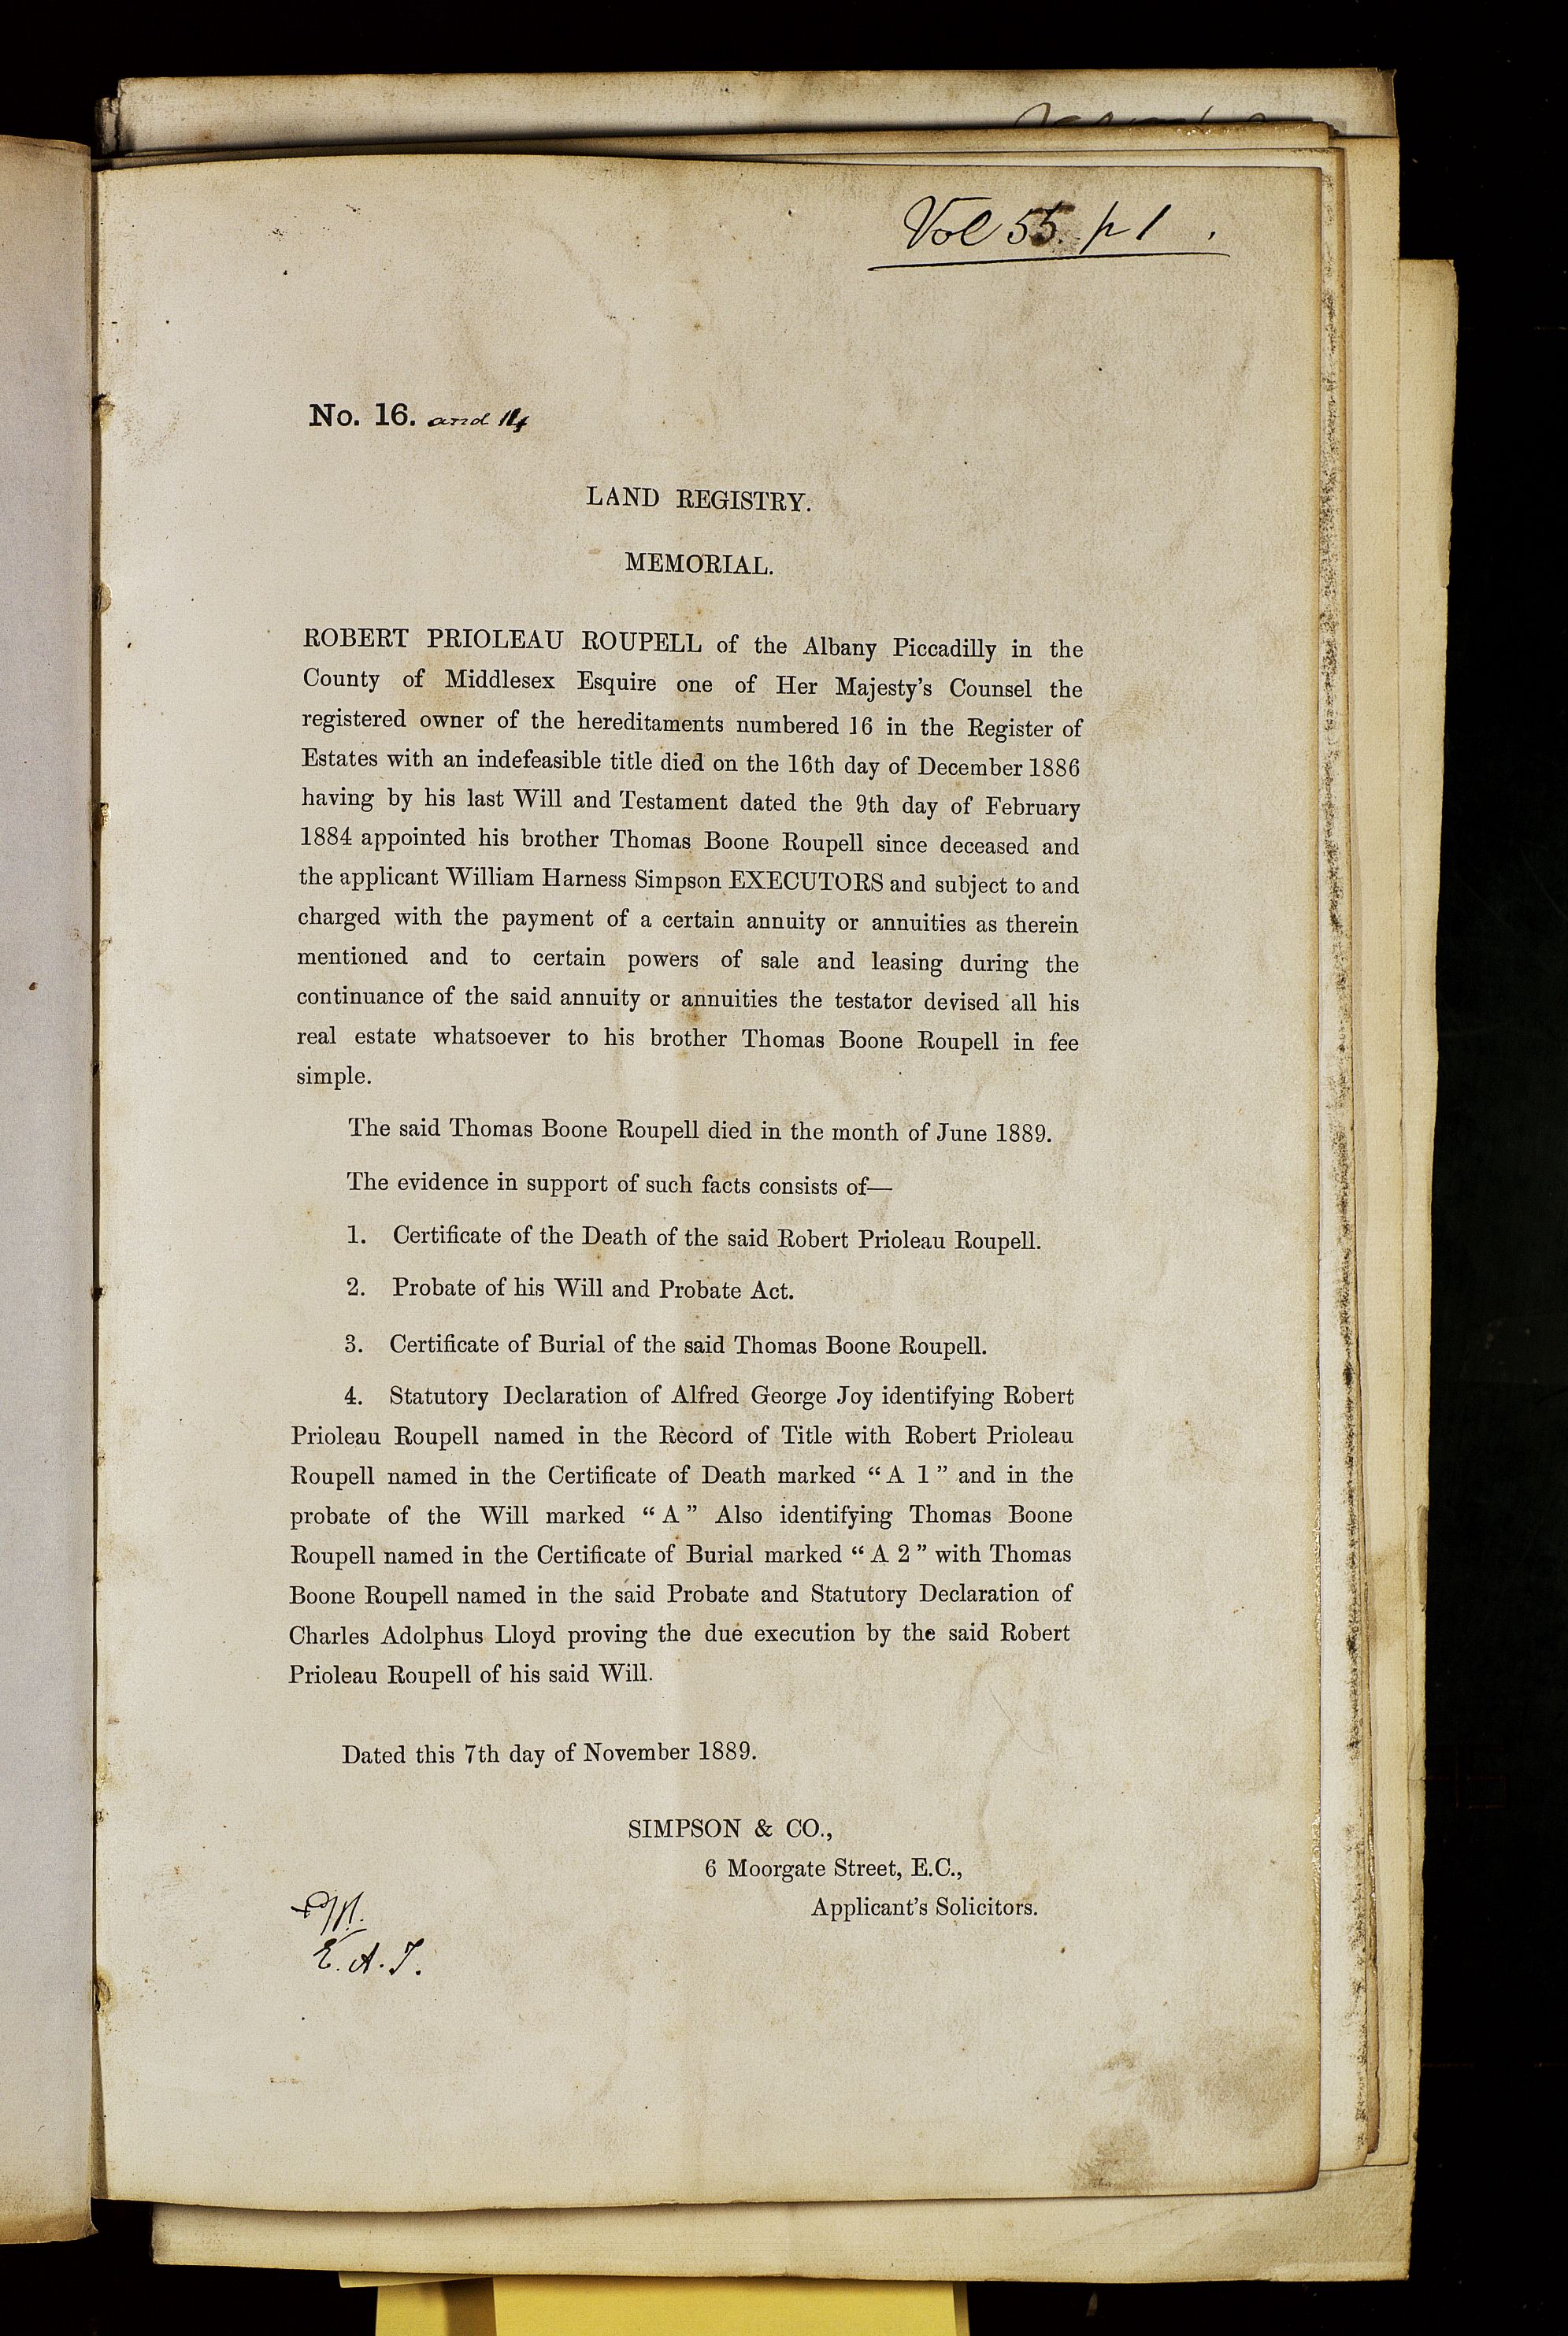 Vol 55. p 1.
No. 16. and 14
LAND REGISTRY.
MEMORIAL.
ROBERT PRIOLEAU ROUPELL of the Albany Piccadilly in the
County of Middlesex Esquire one of Her Majesty's Counsel the
registered owner of the hereditaments numbered 16 in the Register of
Estates with an indefeasible title died on the 16th day of December 1886
having by his last Will and Testament dated the 9th day of February
1884 appointed his brother Thomas Boone Roupell since deceased and
the applicant William Harness Simpson EXECUTORS and subject to and
charged with the payment of a certain annuity or annuities as therein
mentioned and to certain powers of sale and leasing during the
continuance of the said annuity or annuities the testator devised all his
real estate whatsoever to his brother Thomas Boone Roupell in fee
simple.
The said Thomas Boone Roupell died in the month of June 1889.
The evidence in support of such facts consists of—
1. Certificate of the Death of the said Robert Prioleau Roupell.
2. Probate of his Will and Probate Act.
3. Certificate of Burial of the said Thomas Boone Roupell.
4. Statutory Declaration of Alfred George Joy identifying Robert
Prioleau Roupell named in the Record of Title with Robert Prioleau
Roupell named in the Certificate of Death marked “A 1” and in the
probate of the Will marked “A” Also identifying Thomas Boone
Roupell named in the Certificate of Burial marked “A 2” with Thomas
Boone Roupell named in the said Probate and Statutory Declaration of
Charles Adolphus Lloyd proving the due execution by the said Robert
Prioleau Roupell of his said Will.
Dated this 7th day of November 1889.
SIMPSON & CO.,
6 Moorgate Street, E.C.,
Applicant's Solicitors.
E. A. T.